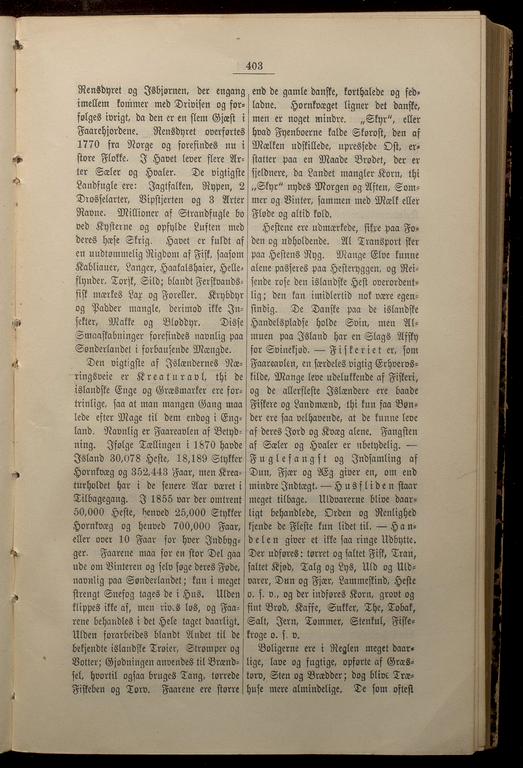 403
Rensdyret og Isbjørnen, der engang
imellem kommer med Drivisen og for-
følges ivrigt, da den er en slem Gjæst i
Faarehjordene. Rensdyret overførtes
1770 fra Norge og forefindes nu i
store Flokke. I Havet lever flere Ar-
ter Sæler og Hvaler. De vigtigste
Landfugle ere: Jagtfalken, Rypen, 2
Drosselarter, Vipstjerten og 3 Arter
Ravne. Millioner af Strandfugle bo
ved Kysterne og opfylde Luften med
deres hæse Skrig. Havet er fuldt af
en uudtømmelig Rigdom af Fisk, saasom
Kabliauer, Langer, Haakalshaier, Helle-
flynder, Torsk, Sild; blandt Ferskvands-
fisk mærkes Lax og Foreller. Krybdyr
og Padder mangle, derimod ikke In-
sekter, Makke og Bløddyr. Disse
Smaaskabninger forefindes navnlig paa
Sønderlandet i forbausende Mængde.
Den vigtigste af Islændernes Næ-
ringsveie er Kreaturavl, thi de
islandske Enge og Græsmarker ere for-
trinlige, saa at man mangen Gang maa
lede efter Mage til dem endog i Eng-
land. Navnlig er Faareavlen af Betyd-
ning. Ifølge Tællingen i 1870 havde
Island 30,078 Heste, 18,189 Stykker
Hornkvæg og 352,443 Faar, men Krea-
turholdet har i de senere Aar været i
Tilbagegang. I 1855 var der omtrent
50,000 Heste, henved 25,000 Stykker
Hornkvæg og henved 700,000 Faar,
eller over 10 Faar for hver Indbyg-
ger. Faarene maa for en stor Del gaa
ude om Vinteren og selv søge deres Føde,
navnlig paa Sønderlandet; kun i meget
strengt Snefog tages de i Hus. Ulden
klippes ikke af, men riv.s løs, og Faa-
rene behandles i det Hele taget daarligt.
Ulden forarbeides blandt Andet til de
bekjendte islandske Trøier, Strømper og
Votter; Gjødningen anvendes til Brænd-
sel, hvortil ogsaa bruges Tang, tørrede
Fiskeben og Torv. Faarene ere større
end de gamle danske, korthalede og fed-
ladne. Hornkvæget ligner det danske,
men er noget mindre. „Skyr“, eller
hvad Fyenboerne kalde Skørost, den af
Mælken udskillede, upressede Ost, er-
statter paa en Maade Brødet, der er
sjeldnere, da Landet mangler Korn, thi
„Skyr“ nydes Morgen og Aften, Som-
mer og Vinter, sammen med Mælk eller
Fløde og altid kold.
Hestene ere udmærkede, sikre paa Fo-
den og udholdende. Al Transport sker
paa Hestens Ryg. Mange Elve kunne
alene passeres paa Hesteryggen, og Rei-
sende rose den islandske Hest overordent-
lig; den kan imidlertid nok være egen-
sindig. De Danske paa de islandske
Handelspladse holde Svin, men Al-
muen paa Island har en Slags Afsky
for Svinekjød. — Fiskeriet er, som
Faareavlen, en særdeles vigtig Erhvervs-
kilde, Mange leve udelukkende af Fiskeri,
og de allerfleste Islændere ere baade
Fiskere og Landmænd, thi kun faa Bøn-
der ere saa velhavende, at de kunne leve
af deres Jord og Kvæg alene. Fangsten
af Sæler og Hvaler er ubetydelig. —
Fuglefangst og Indsamling af
Dun, Fjær og Æg giver en, om end
mindre Indtægt. — Husfliden staar
meget tilbage. Uldvarerne blive daar-
ligt behandlede, Orden og Renlighed
kjende de Fleste kun lidet til. — Han-
delen giver et ikke saa ringe Udbytte.
Der udføres: tørret og saltet Fisk, Tran,
saltet Kjød, Talg og Lys, Uld og Uld-
varer, Dun og Fjær, Lammeskind, Heste
o. s. v., og der indføres Korn, grovt og
fint Brød, Kaffe, Sukker, The, Tobak,
Salt, Jern, Tommer, Stenkul, Fiske-
kroge o. s. v.
Boligerne ere i Reglen meget daar-
lige, lave og fugtige, opførte af Græs-
tørv, Sten og Brædder; dog blive Træ-
huse mere almindelige. De som oftest